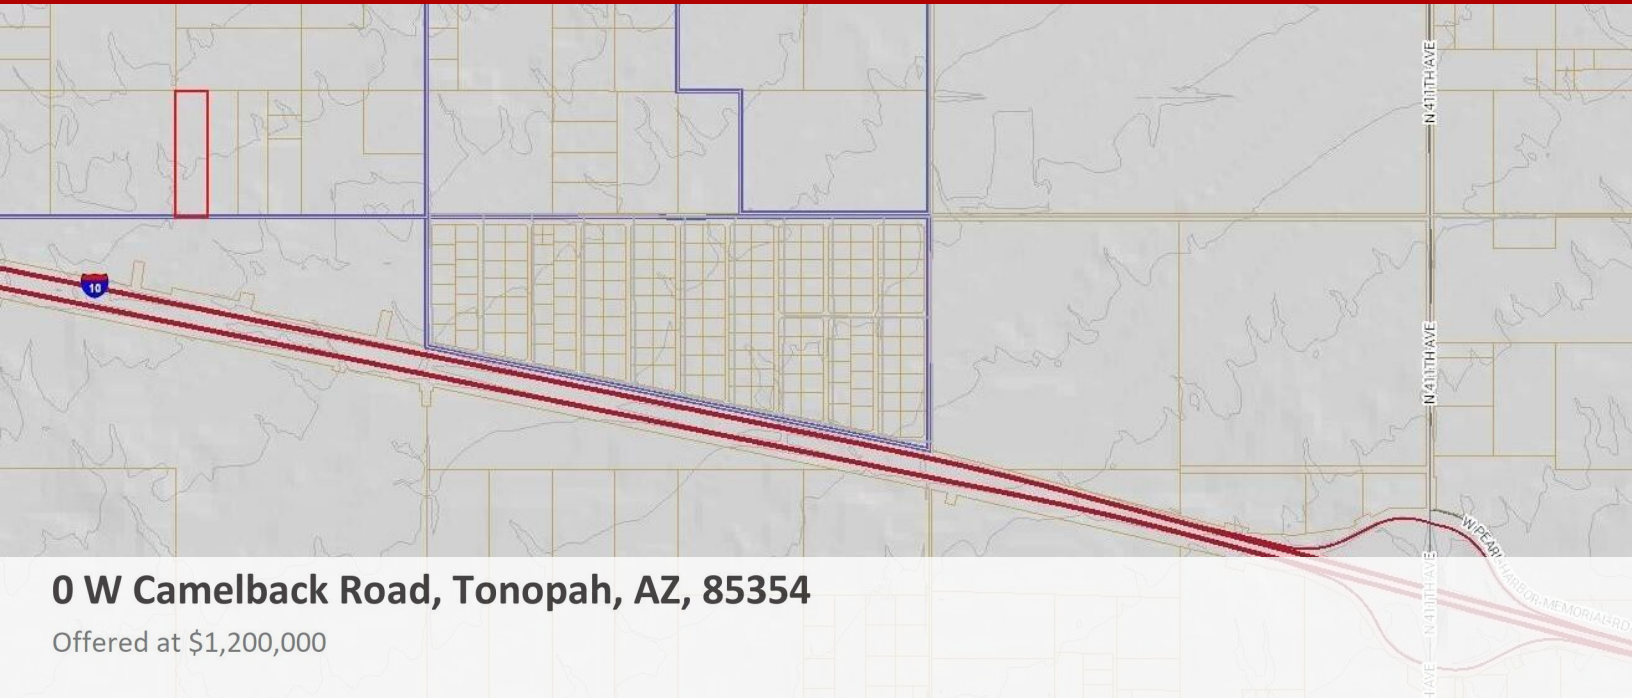 N 411TH AVE
10
N 411TH AVE
W PEARL HARBOR-MEMORIAL-RD
N 411TH AVE
H AVE
0 W Camelback Road, Tonopah, AZ, 85354
Offered at $1,200,000